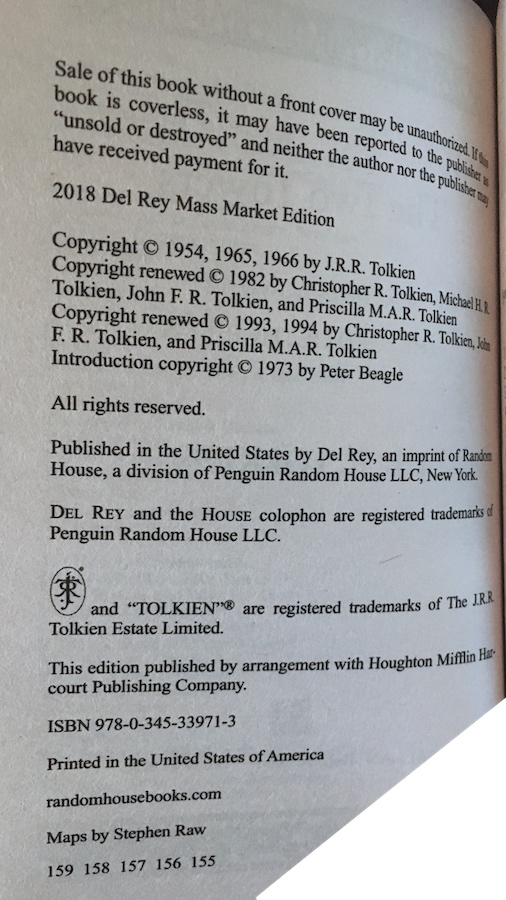 Sale of this book without a front cover may be unauthorized. If this
book is coverless, it may have been reported to the publisher as
“unsold or destroyed” and neither the author nor the publisher may
have received payment for it.
2018 Del Rey Mass Market Edition
Copyright © 1954, 1965, 1966 by J.R.R. Tolkien
Copyright renewed © 1982 by Christopher R. Tolkien, Michael H. R.
Tolkien, John F. R. Tolkien, and Priscilla M.A.R. Tolkien
Copyright renewed © 1993, 1994 by Christopher R. Tolkien, John
F. R. Tolkien, and Priscilla M.A.R. Tolkien
Introduction copyright © 1973 by Peter Beagle
All rights reserved.
Published in the United States by Del Rey, an imprint of Random
House, a division of Penguin Random House LLC, New York.
DEL REY and the HOUSE colophon are registered trademarks of
Penguin Random House LLC.
and “TOLKIEN”® are registered trademarks of The J.R.R.
Tolkien Estate Limited.
This edition published by arrangement with Houghton Mifflin Har-
court Publishing Company.
ISBN 978-0-345-33971-3
Printed in the United States of America
randomhousebooks.com
Maps by Stephen Raw
159 158 157 156 155